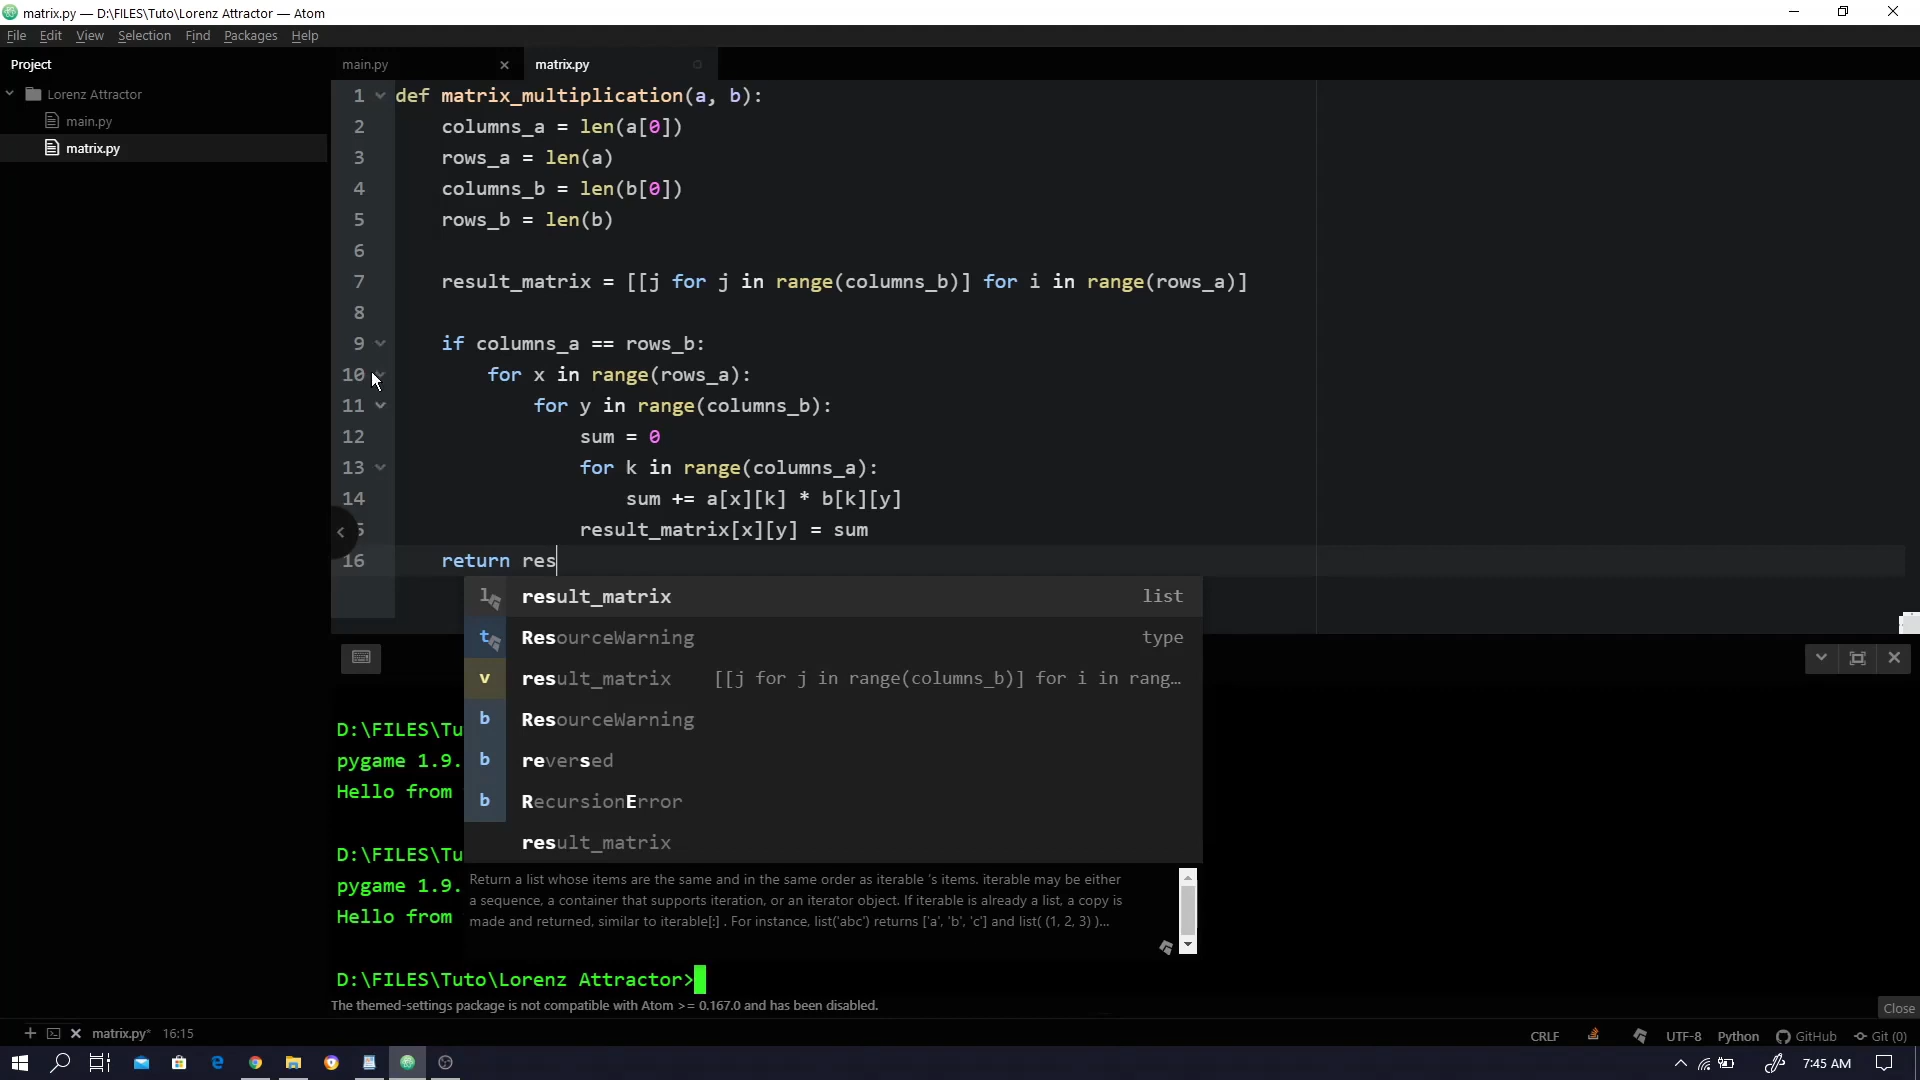 matrix.py — D:\FILES\Tuto\Lorenz Attractor — Atom
File Edit View Selection Find Packages Help
Project
main.py
matrix.py
Lorenz Attractor
main.py
matrix.py
1 def matrix_multiplication(a, b):
2 columns_a = len(a[0])
3 rows_a = len(a)
4 columns_b = len(b[0])
5 rows_b = len(b)
6
7 result_matrix = [[j for j in range(columns_b)] for i in range(rows_a)]
8
9 if columns_a == rows_b:
10 for x in range(rows_a):
11 for y in range(columns_b):
12 sum = 0
13 for k in range(columns_a):
14 sum += a[x][k] * b[k][y]
5 result_matrix[x][y] = sum
16 return res
l result_matrix list
t ResourceWarning type
v result_matrix [[j for j in range(columns_b)] for i in rang…
b ResourceWarning
b reversed
b RecursionError
result_matrix
Return a list whose items are the same and in the same order as iterable 's items. iterable may be either
a sequence, a container that supports iteration, or an iterator object. If iterable is already a list, a copy is
made and returned, similar to iterable[:] . For instance, list('abc') returns ['a', 'b', 'c'] and list( (1, 2, 3) )...
D:\FILES\Tu
pygame 1.9.
Hello from
D:\FILES\Tu
pygame 1.9.
Hello from
D:\FILES\Tuto\Lorenz Attractor>
The themed-settings package is not compatible with Atom >= 0.167.0 and has been disabled.
Close
matrix.py* 16:15
CRLF UTF-8 Python GitHub Git (0)
7:45 AM